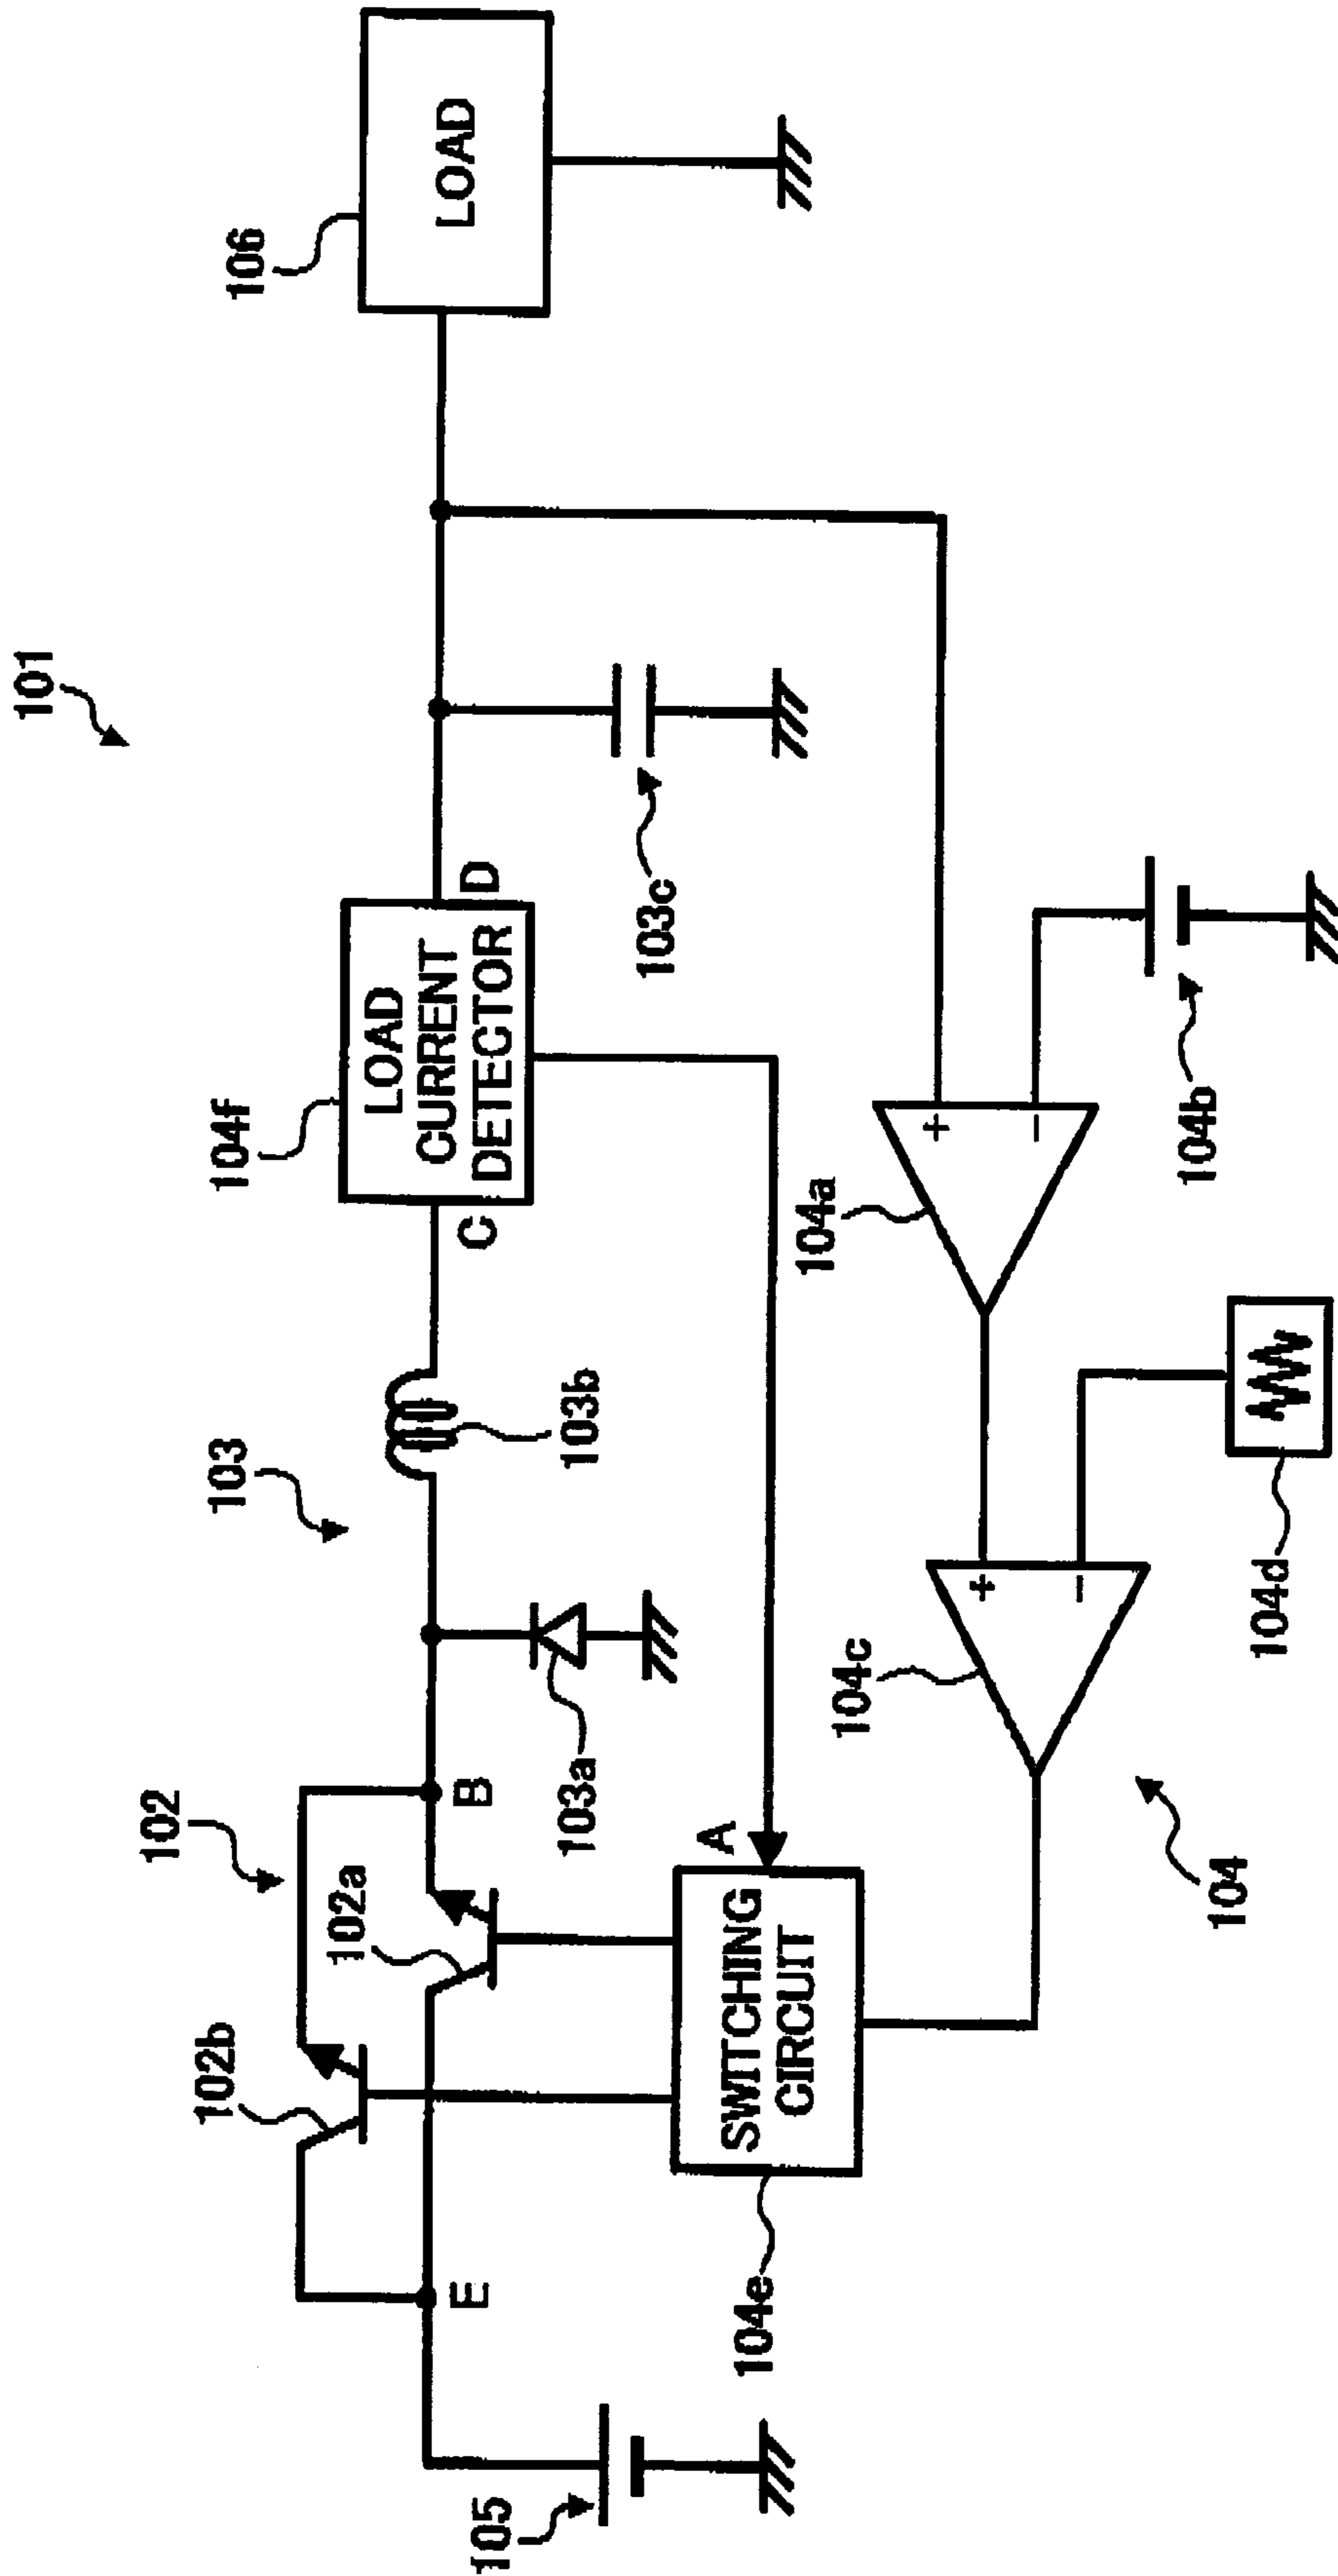 101
102
103
104f
106
102b
102a
LOAD
CURRENT
DETECTOR
LOAD
E
B
C
D
105
103a
103b
103c
A
SWITCHING
CIRCUIT
104e
104c
104a
+
−
+
−
104
104d
104b